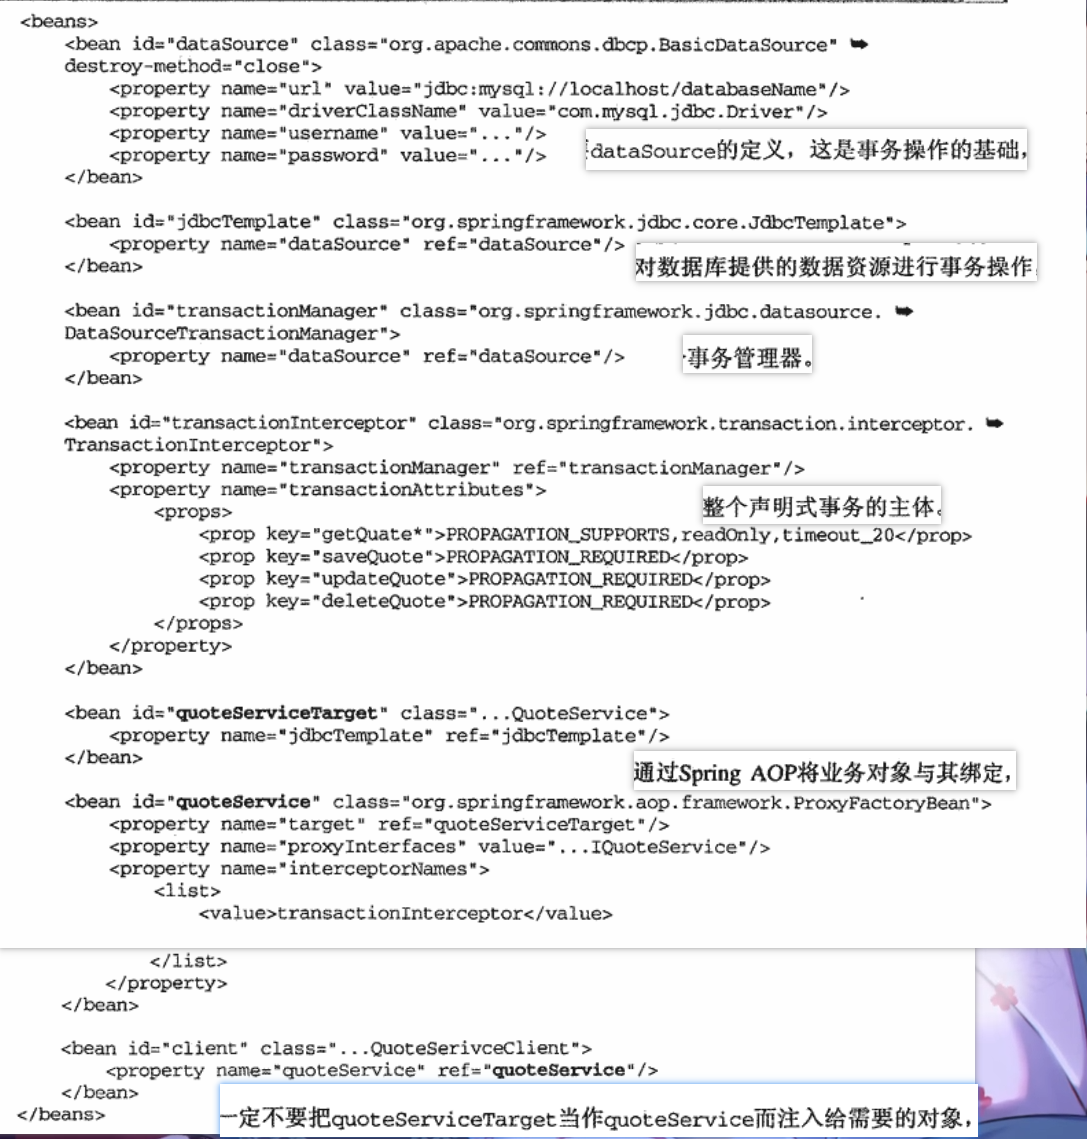 <beans>
<bean id="dataSource" class="org.apache.commons.dbcp.BasicDataSource" ➥
destroy-method="close">
<property name="url" value="jdbc:mysql://localhost/databaseName"/>
<property name="driverClassName" value="com.mysql.jdbc.Driver"/>
<property name="username" value="..."/>
<property name="password" value="..."/>
dataSource的定义，这是事务操作的基础，
</bean>
<bean id="jdbcTemplate" class="org.springframework.jdbc.core.JdbcTemplate">
<property name="dataSource" ref="dataSource"/>
</bean>
对数据库提供的数据资源进行事务操作
<bean id="transactionManager" class="org.springframework.jdbc.datasource. ➥
DataSourceTransactionManager">
<property name="dataSource" ref="dataSource"/>
事务管理器。
</bean>
<bean id="transactionInterceptor" class="org.springframework.transaction.interceptor. ➥
TransactionInterceptor">
<property name="transactionManager" ref="transactionManager"/>
<property name="transactionAttributes">
整个声明式事务的主体。
<props>
<prop key="getQuate*">PROPAGATION_SUPPORTS,readOnly,timeout_20</prop>
<prop key="saveQuote">PROPAGATION_REQUIRED</prop>
<prop key="updateQuote">PROPAGATION_REQUIRED</prop>
<prop key="deleteQuote">PROPAGATION_REQUIRED</prop>
</props>
</property>
</bean>
<bean id="quoteServiceTarget" class="...QuoteService">
<property name="jdbcTemplate" ref="jdbcTemplate"/>
</bean>
通过Spring AOP将业务对象与其绑定，
<bean id="quoteService" class="org.springframework.aop.framework.ProxyFactoryBean">
<property name="target" ref="quoteServiceTarget"/>
<property name="proxyInterfaces" value="...IQuoteService"/>
<property name="interceptorNames">
<list>
<value>transactionInterceptor</value>
</list>
</property>
</bean>
<bean id="client" class="...QuoteSerivceClient">
<property name="quoteService" ref="quoteService"/>
</bean>
</beans>
一定不要把quoteServiceTarget当作quoteService而注入给需要的对象，